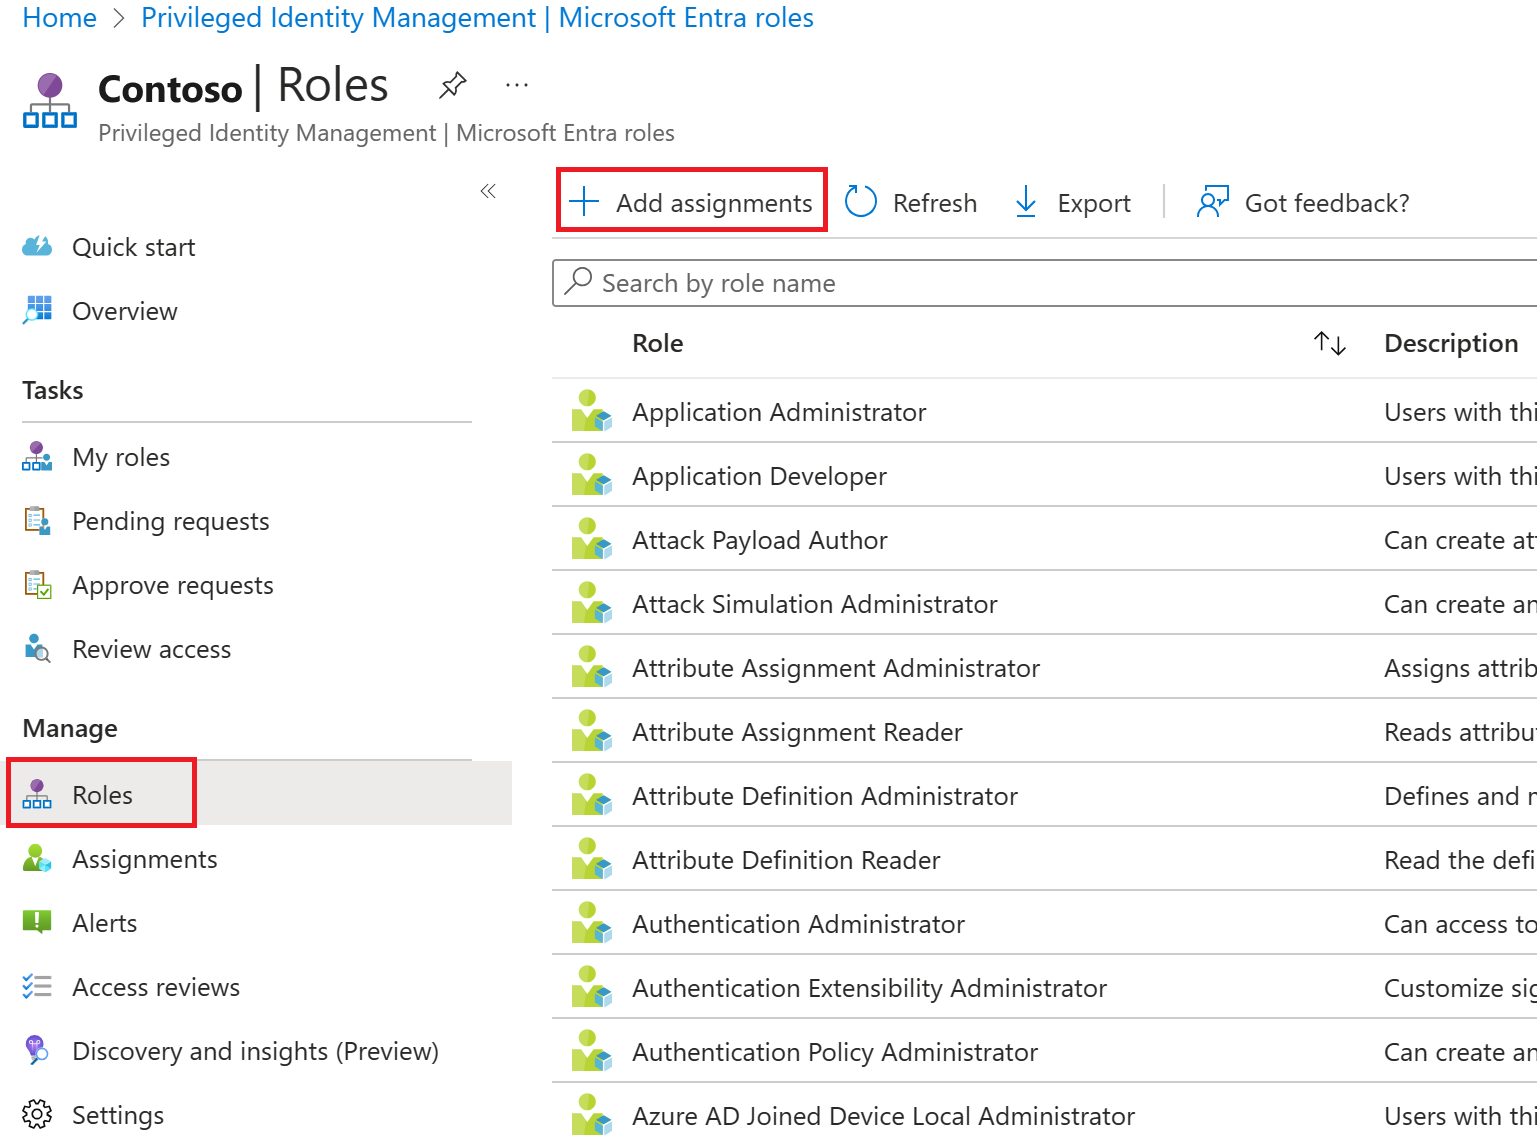 Home > Privileged Identity Management | Microsoft Entra roles
Contoso | Roles ...
Privileged Identity Management | Microsoft Entra roles
Quick start
Overview
Tasks
My roles
Pending requests
Approve requests
Review access
Manage
Roles
Assignments
Alerts
Access reviews
Discovery and insights (Preview)
Settings
Add assignments Refresh Export Got feedback?
Search by role name
Role Description
Application Administrator Users with thi
Application Developer Users with thi
Attack Payload Author Can create att
Attack Simulation Administrator Can create an
Attribute Assignment Administrator Assigns attrib
Attribute Assignment Reader Reads attribu
Attribute Definition Administrator Defines and
Attribute Definition Reader Read the defi
Authentication Administrator Can access to
Authentication Extensibility Administrator Customize sig
Authentication Policy Administrator Can create an
Azure AD Joined Device Local Administrator Users with thi